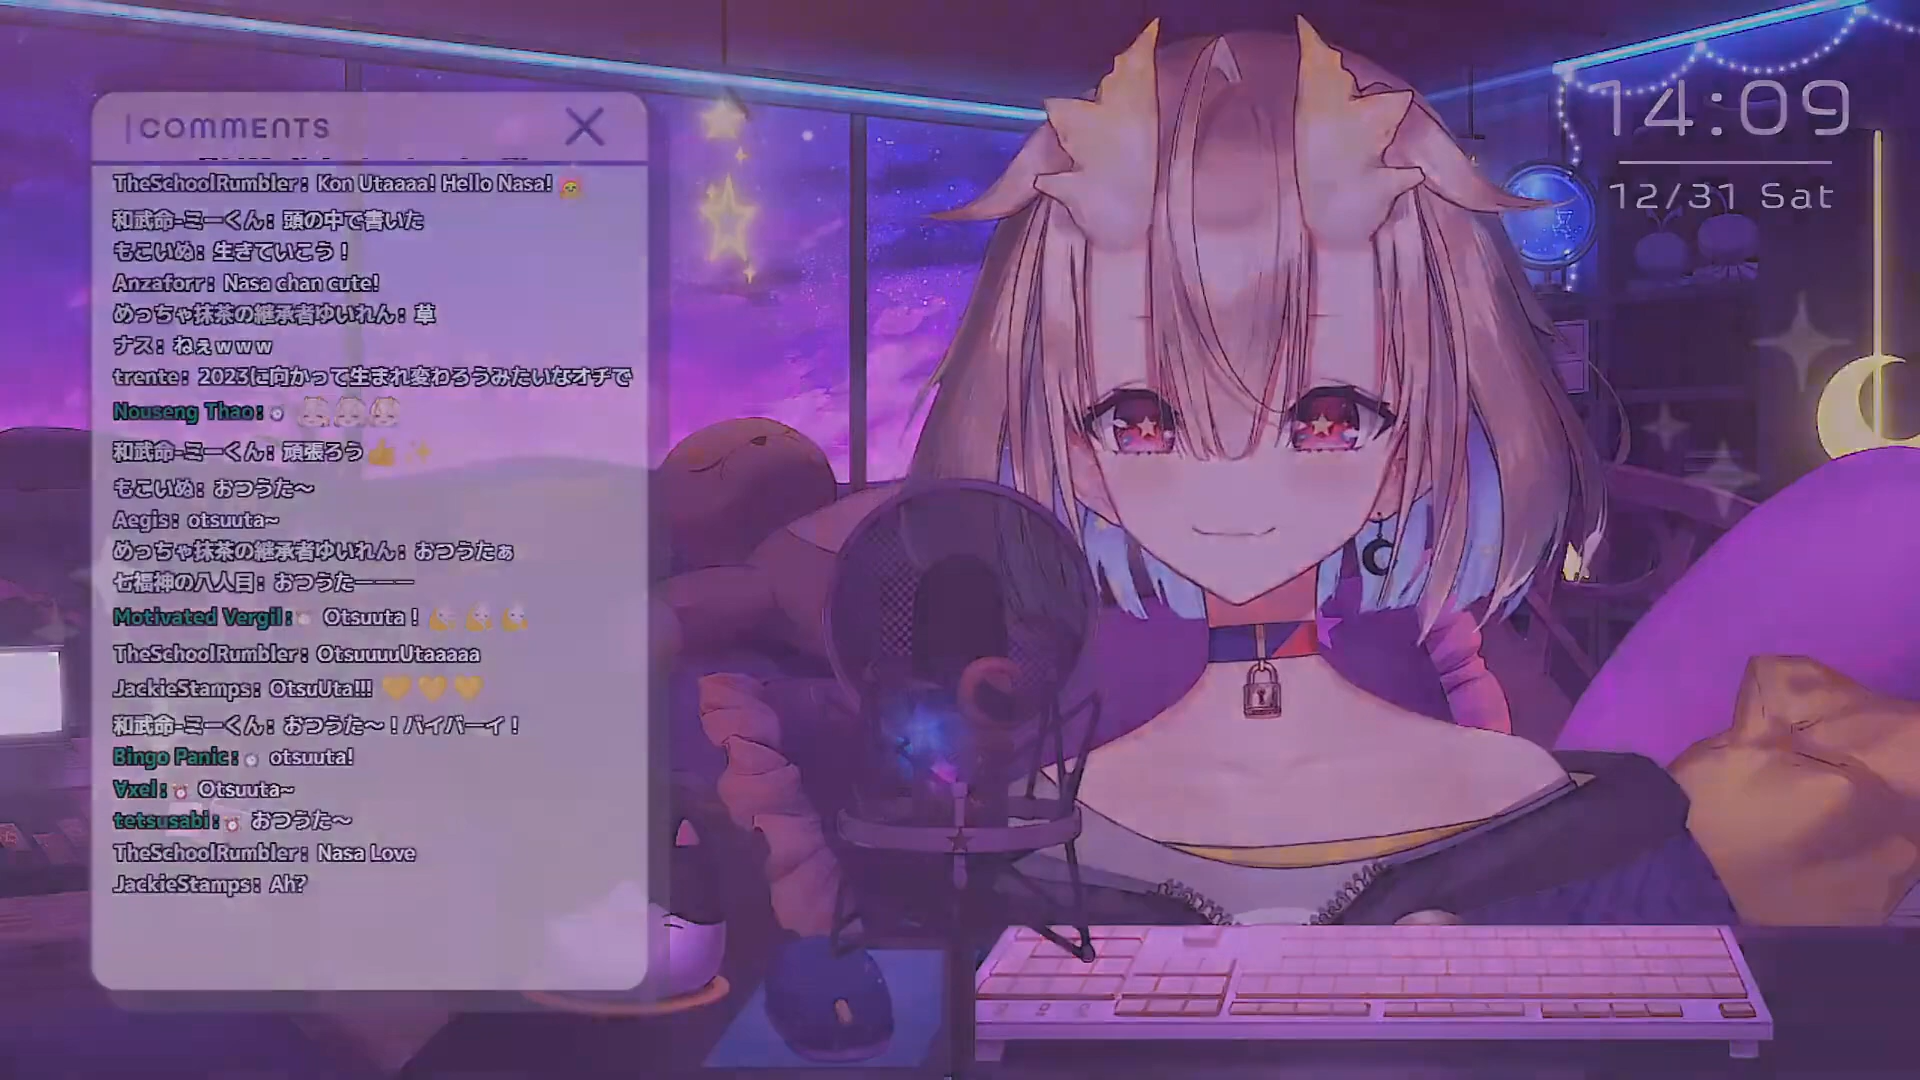 |COMMENTS
14:09
12/31 Sat
TheSchoolRumbler: Kon Utaaaa! Hello Nasa!
和武命-ミーくん: 頭の中で書いた
もこいぬ: 生きていこう！
Anzaforr: Nasa chan cute!
めっちゃ抹茶の継承者ゆいれん: 草
ナス: ねぇｗｗｗ
trente: 2023に向かって生まれ変わろうみたいなオチで
Nouseng Thao:
和武命-ミーくん: 頑張ろう
もこいぬ: おつうた～
Aegis: otsuuta~
めっちゃ抹茶の継承者ゆいれん: おつうたぁ
七福神の八人目: おつうた———
Motivated Vergil: Otsuuta !
TheSchoolRumbler: OtsuuuuUtaaaaa
JackieStamps: OtsuUta!!!
和武命-ミーくん: おつうた～！バイバーイ！
Bingo Panic: otsuuta!
Vxel: Otsuuta~
tetsusabi: おつうた～
TheSchoolRumbler: Nasa Love
JackieStamps: Ah?